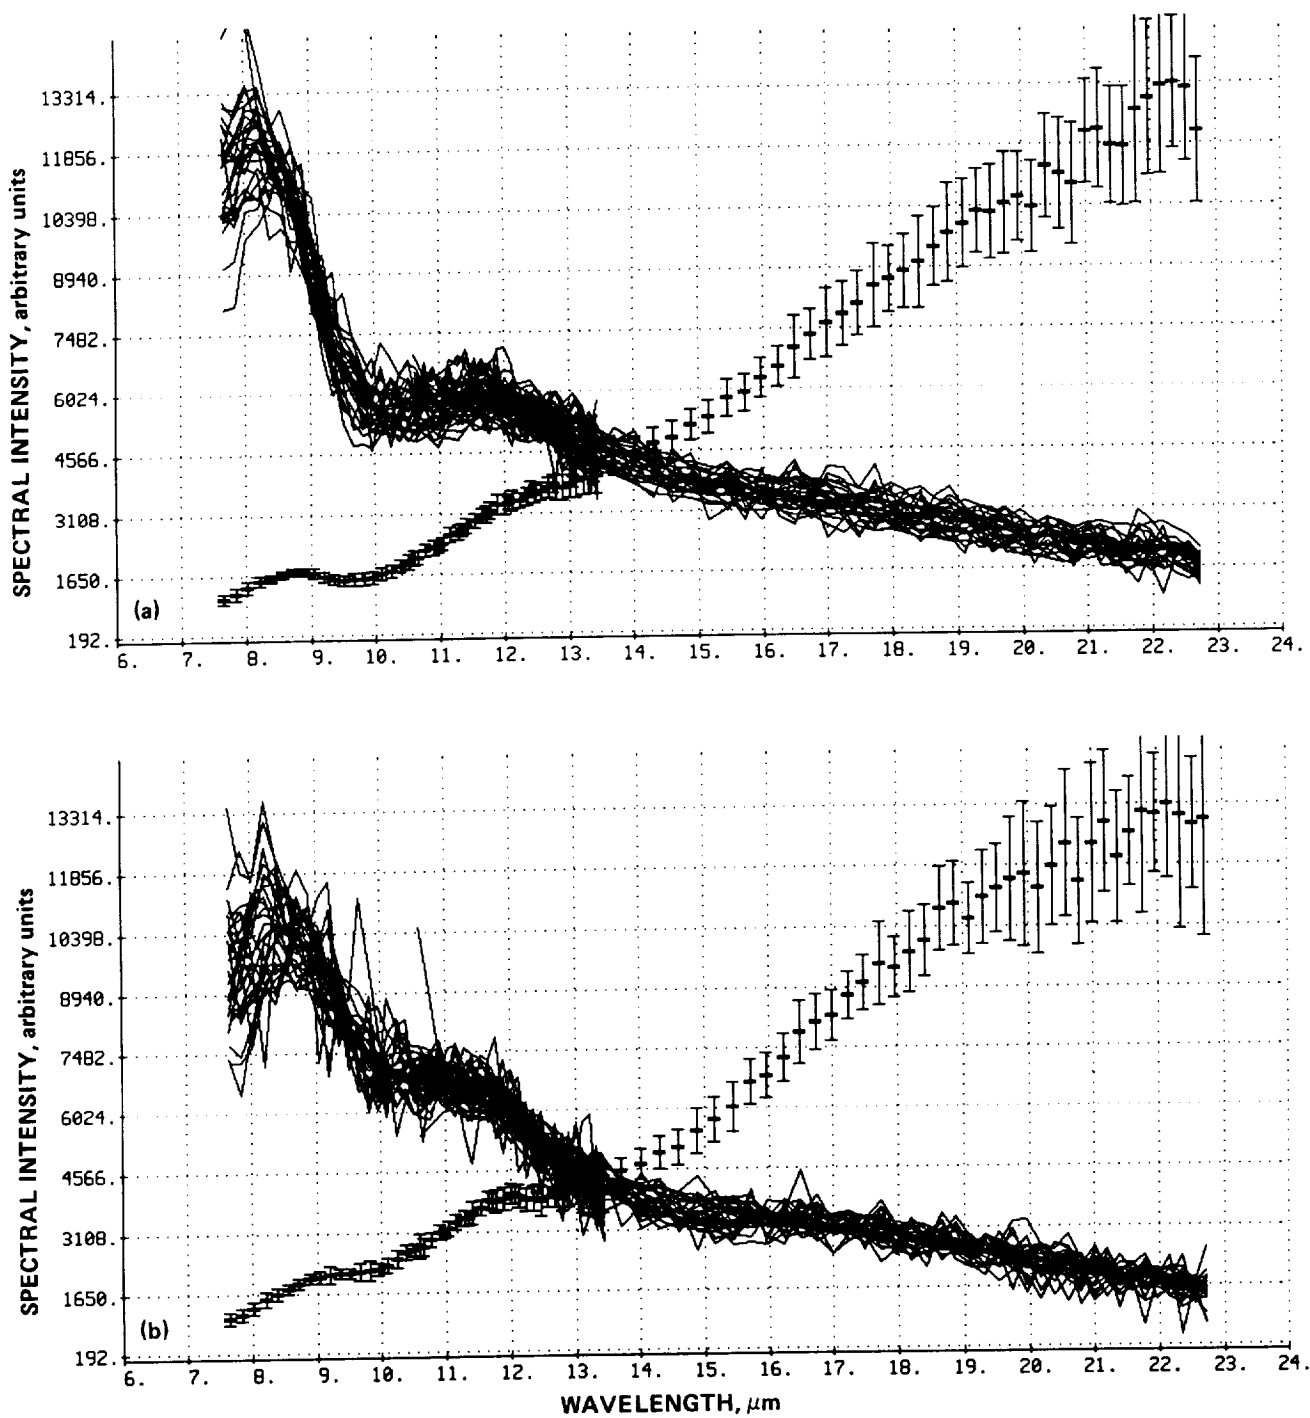 SPECTRAL INTENSITY, arbitrary units
13314.
11856.
10398.
8940.
7482.
6024.
4566.
3108.
1650.
192.
(a)
6. 7. 8. 9. 10. 11. 12. 13. 14. 15. 16. 17. 18. 19. 20. 21. 22. 23. 24.
SPECTRAL INTENSITY, arbitrary units
13314.
11856.
10398.
8940.
7482.
6024.
4566.
3108.
1650.
192.
(b)
6. 7. 8. 9. 10. 11. 12. 13. 14. 15. 16. 17. 18. 19. 20. 21. 22. 23. 24.
WAVELENGTH, μm